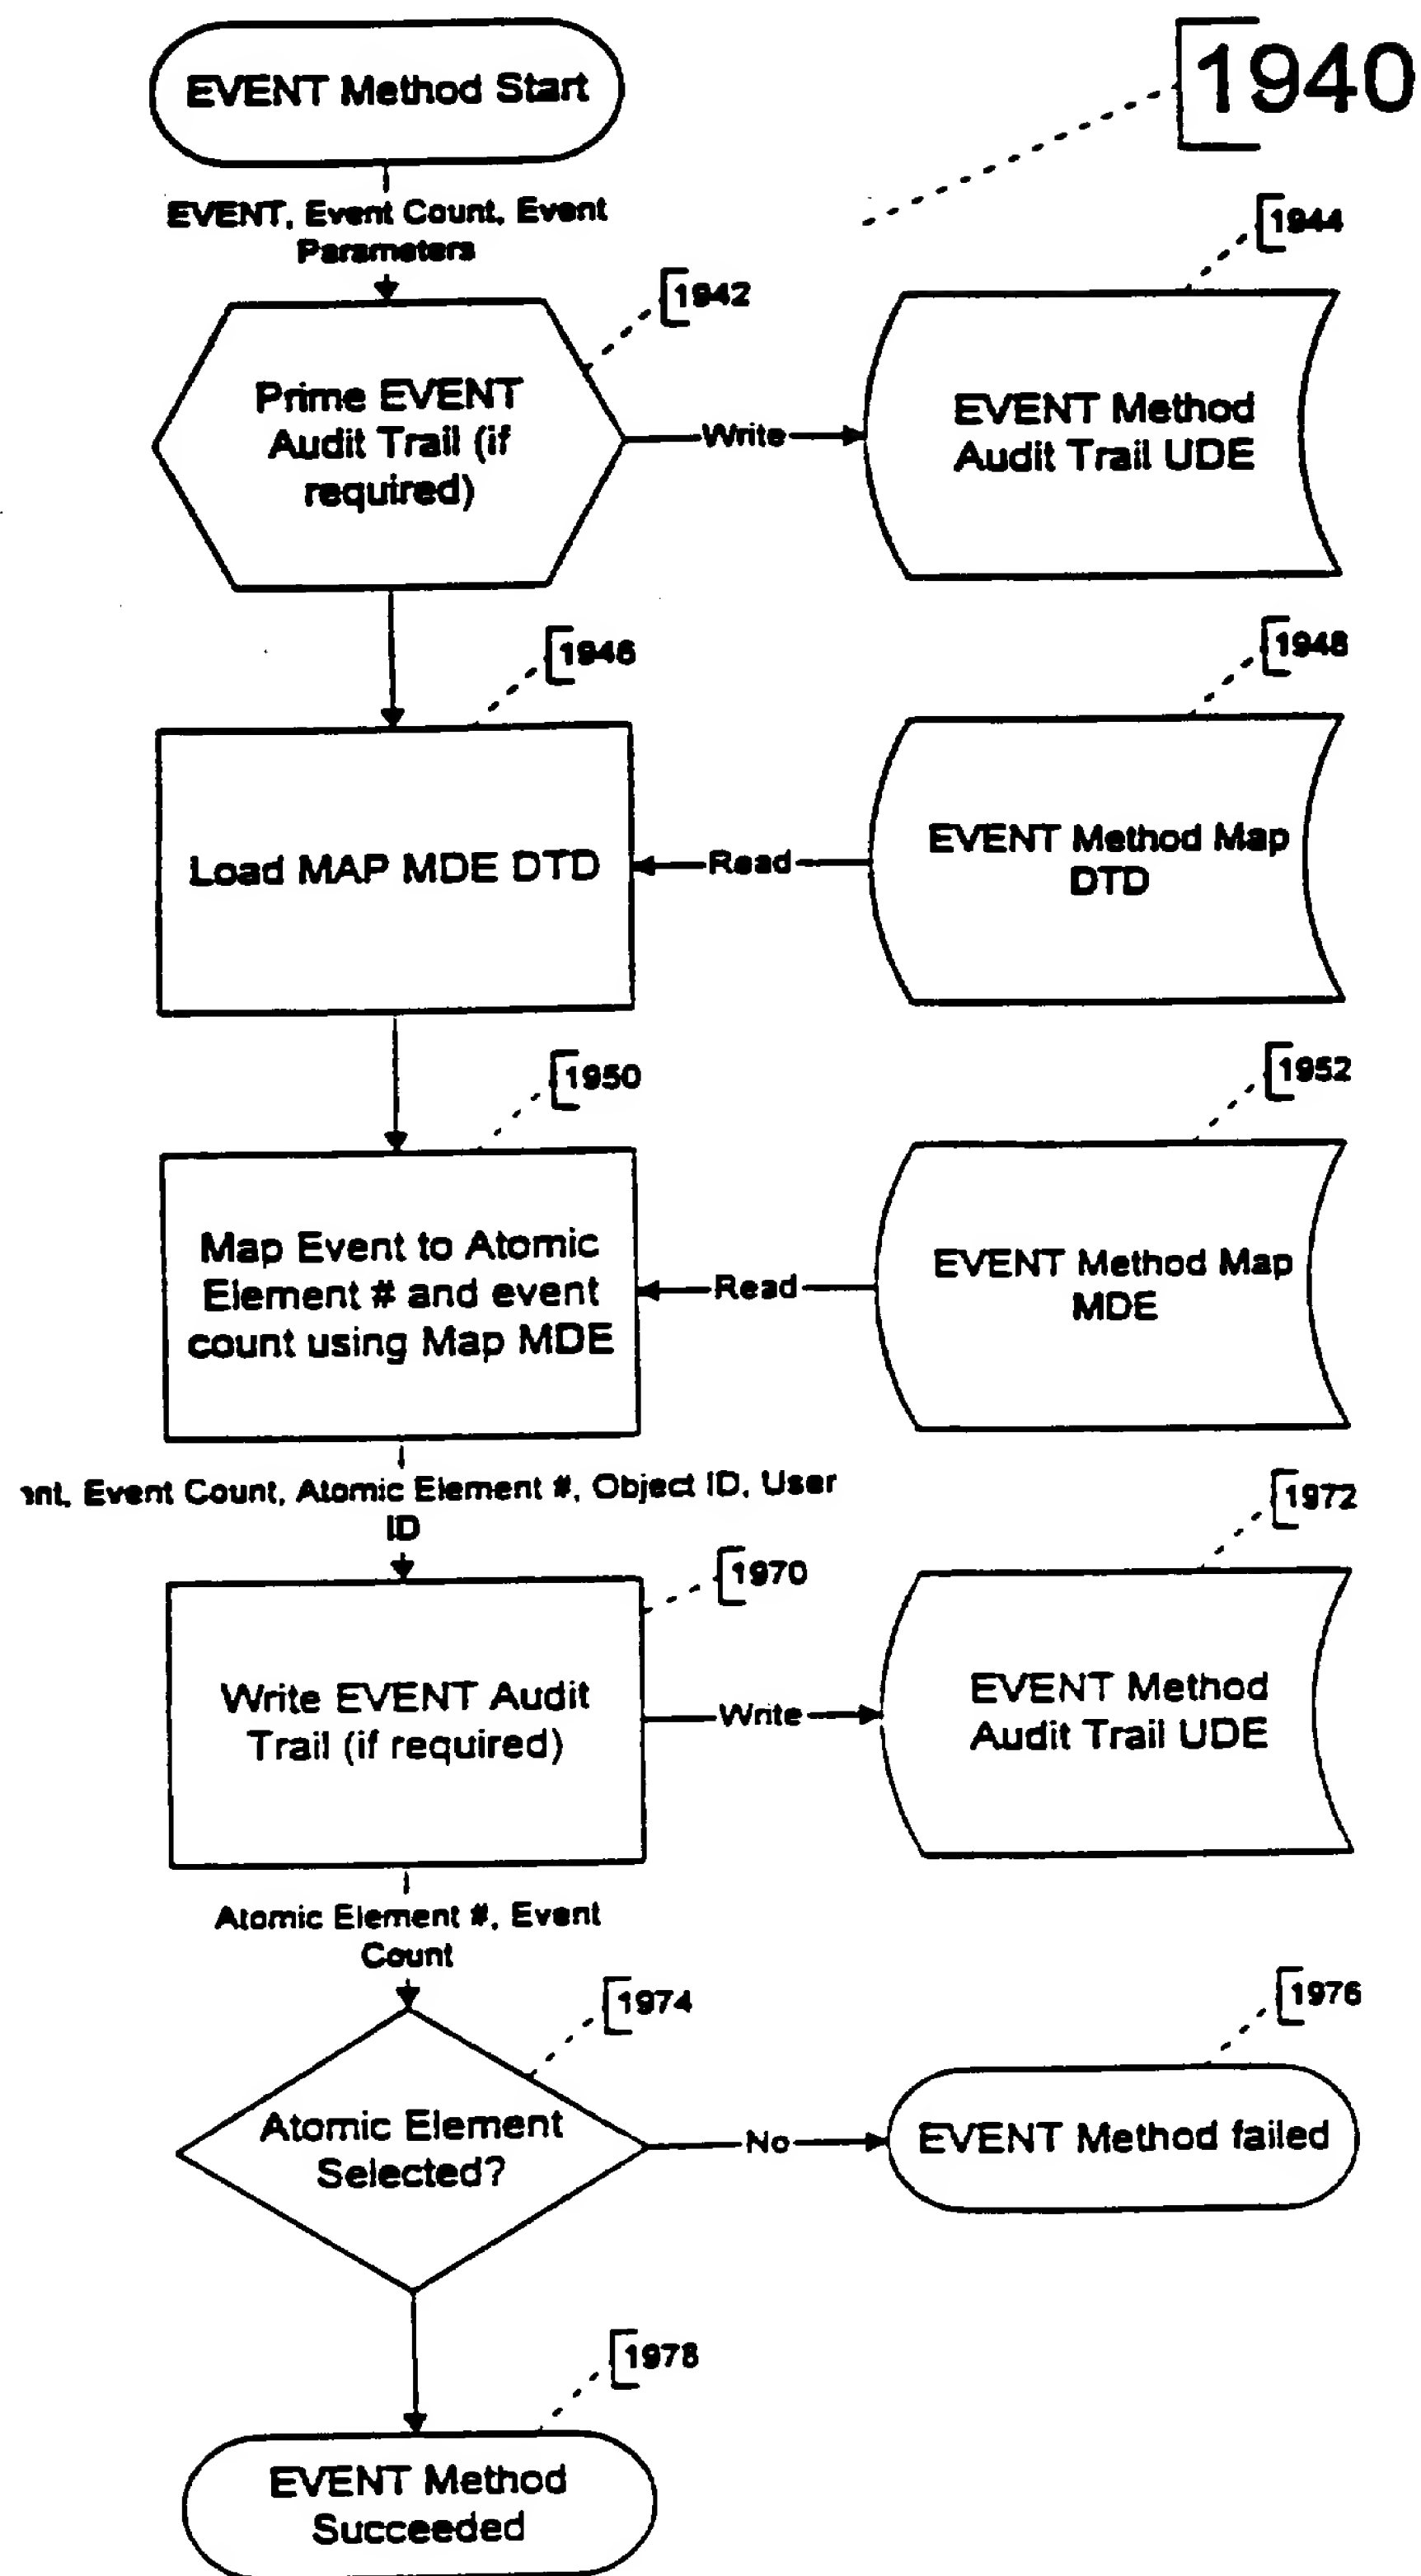 EVENT Method Start
1940
EVENT, Event Count, Event
Parameters
1944
1942
Prime EVENT
Audit Trail (if
required)
Write
EVENT Method
Audit Trail UDE
1946
1948
Load MAP MDE DTD
Read
EVENT Method Map
DTD
1950
1952
Map Event to Atomic
Element # and event
count using Map MDE
Read
EVENT Method Map
MDE
Event Count, Atomic Element #, Object ID, User
ID
1972
1970
Write EVENT Audit
Trail (if required)
Write
EVENT Method
Audit Trail UDE
Atomic Element #, Event
Count
1974
1976
Atomic Element
Selected?
No
EVENT Method failed
1978
EVENT Method
Succeeded